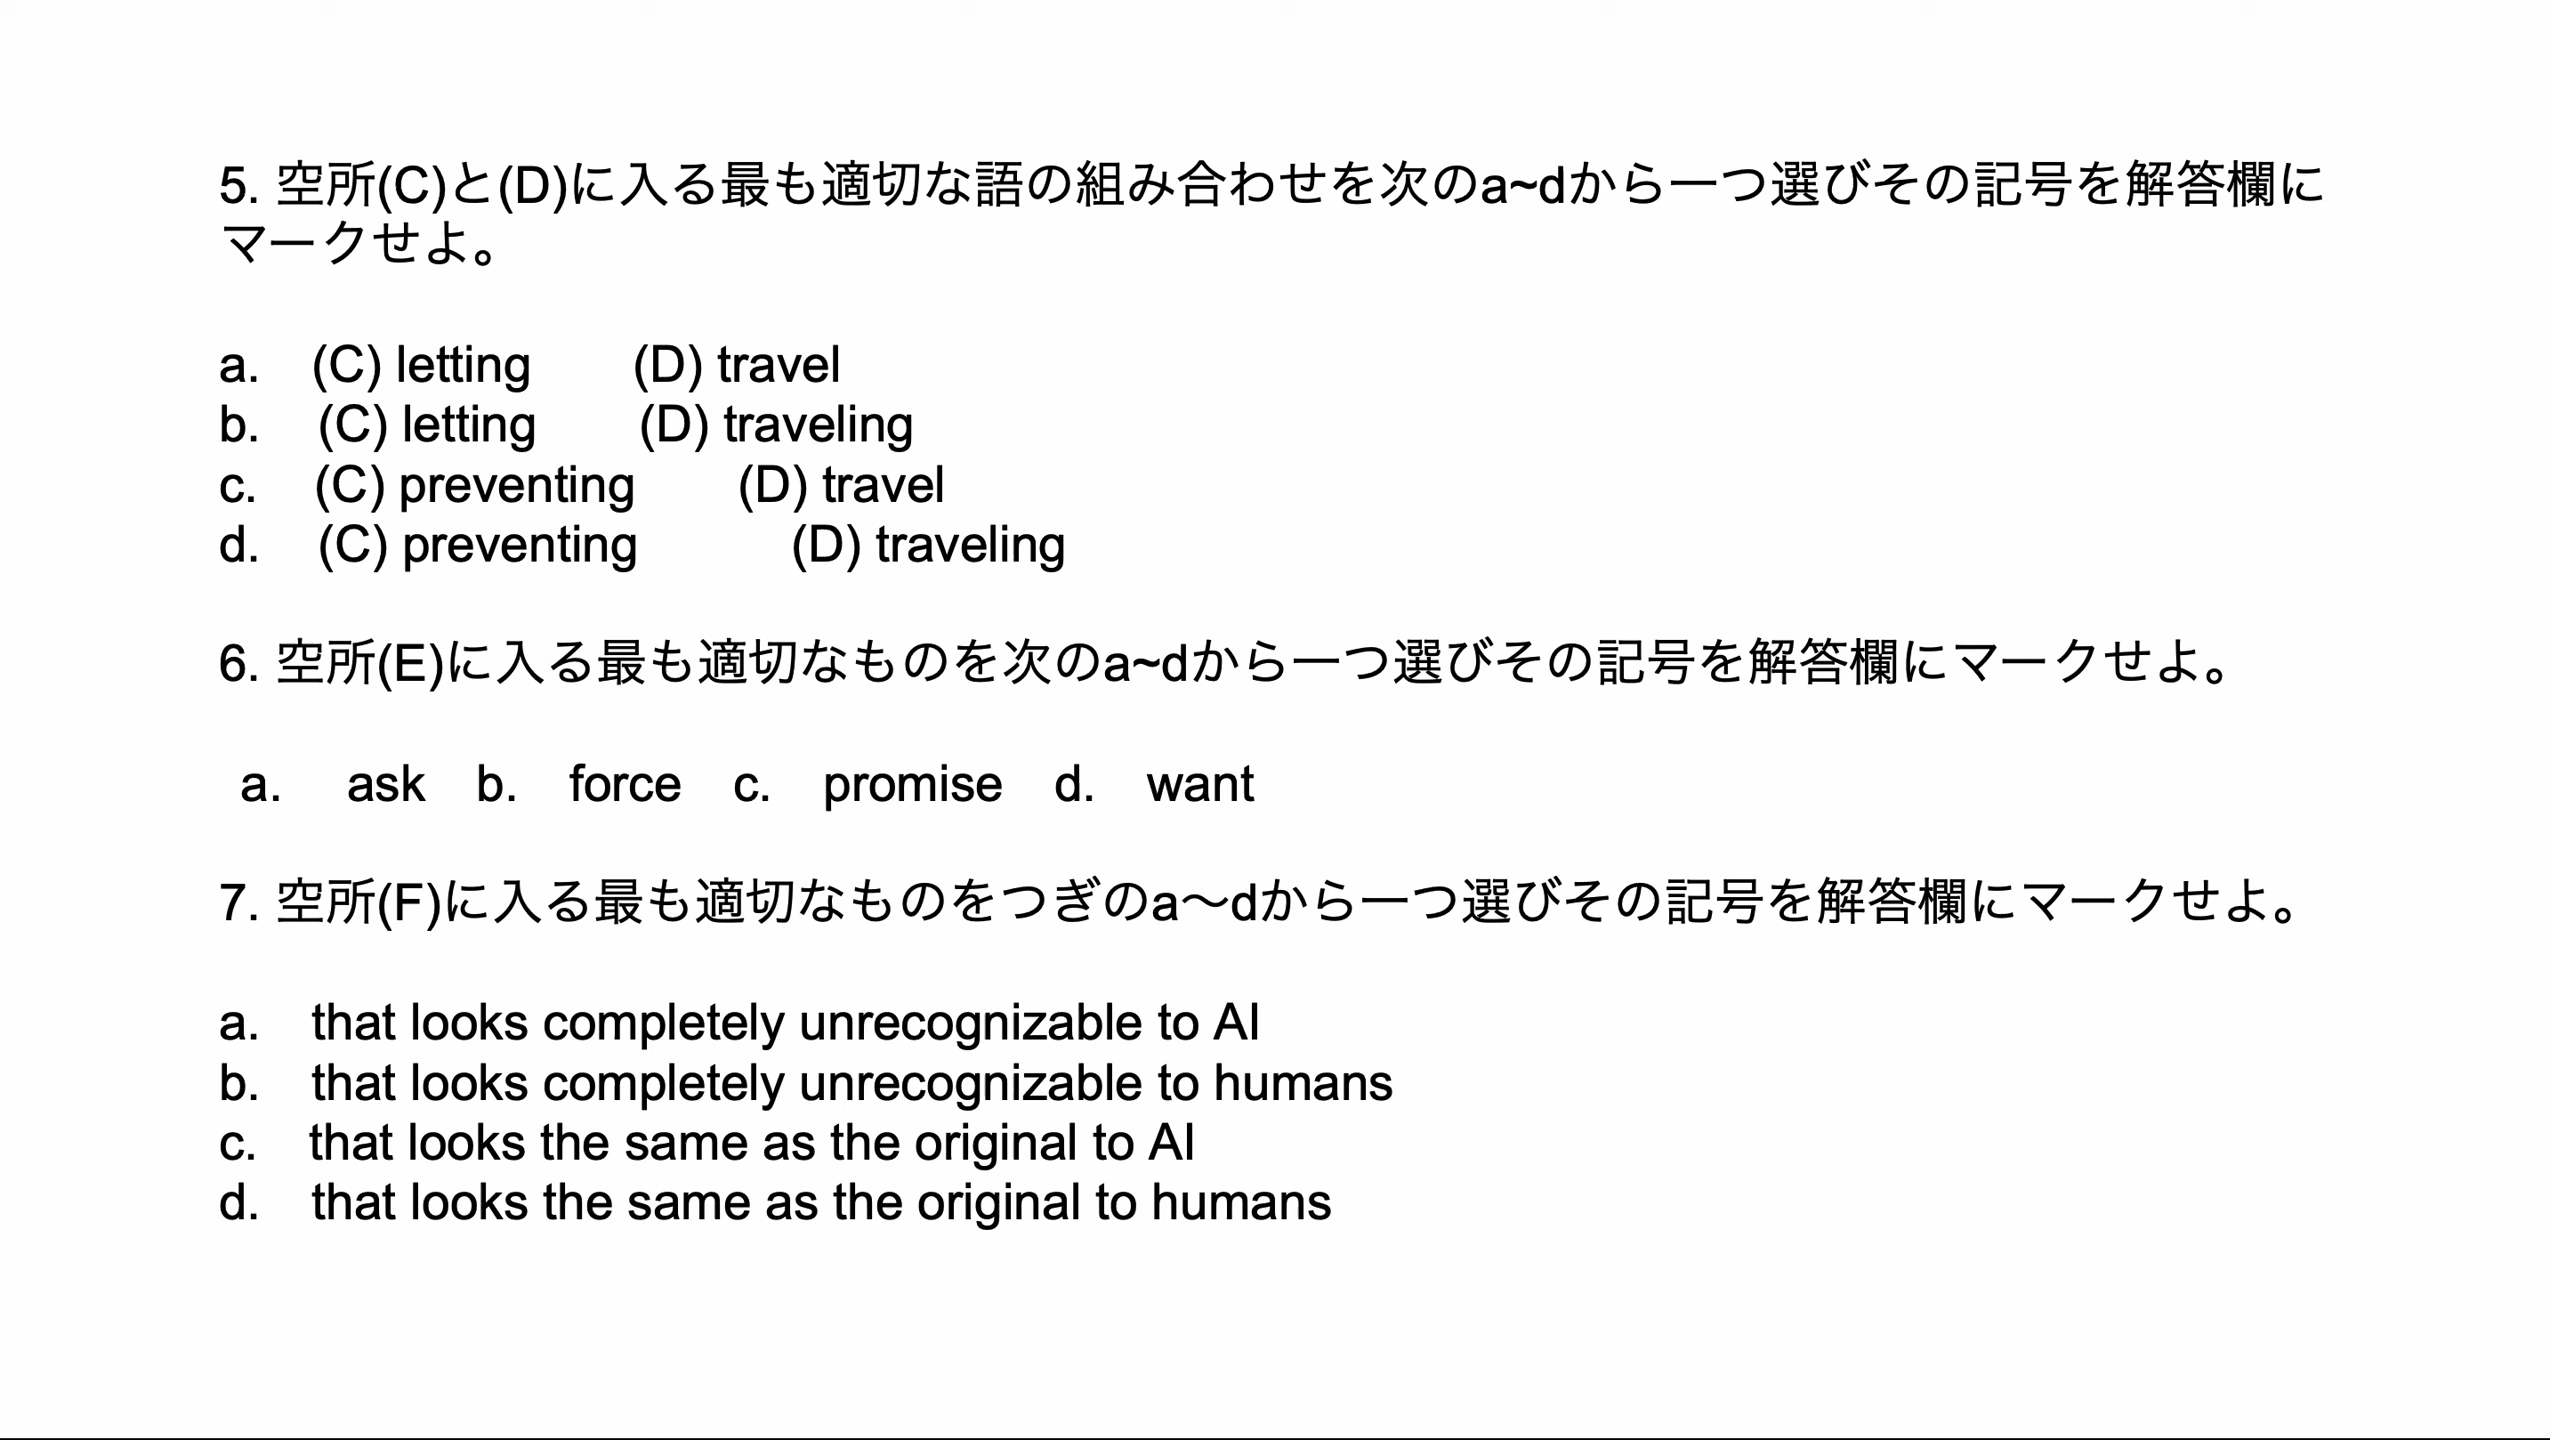 5. 空所(C)と(D)に入る最も適切な語の組み合わせを次のa~dから一つ選びその記号を解答欄に
マークせよ。
a. (C) letting (D) travel
b. (C) letting (D) traveling
c. (C) preventing (D) travel
d. (C) preventing (D) traveling
6. 空所(E)に入る最も適切なものを次のa~dから一つ選びその記号を解答欄にマークせよ。
a. ask b. force c. promise d. want
7. 空所(F)に入る最も適切なものをつぎのa〜dから一つ選びその記号を解答欄にマークせよ。
a. that looks completely unrecognizable to AI
b. that looks completely unrecognizable to humans
c. that looks the same as the original to AI
d. that looks the same as the original to humans